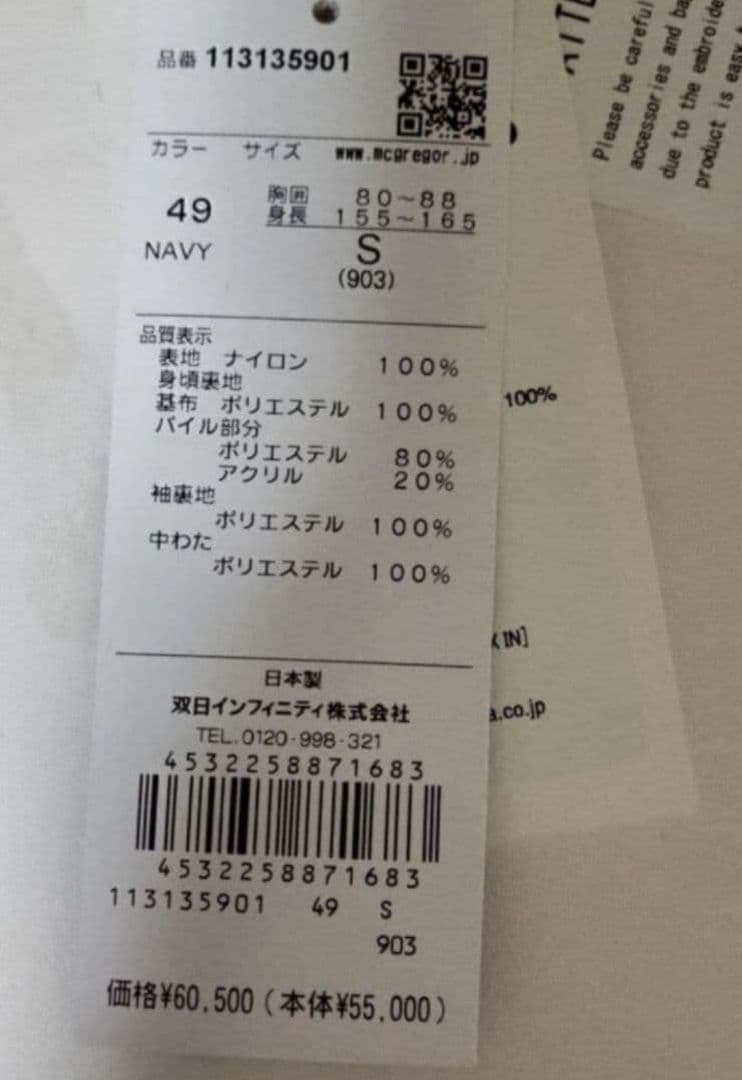 品番 113135901
カラー サイズ www.mcgregor.jp
胸囲 80~88
49 身長 155~165
NAVY S
(903)
品質表示
表地 ナイロン 100%
身頃裏地
基布 ポリエステル 100%
パイル部分
ポリエステル 80%
アクリル 20%
袖裏地
ポリエステル 100%
中わた
ポリエステル 100%
日本製
双日インフィニティ株式会社
TEL.0120-998-321
4532258871683
4532258871683
113135901 49 S
903
価格¥60,500(本体¥55,000)
100%
IN]
.co.jp
Please be careful
accessories and
due to the
product is easy